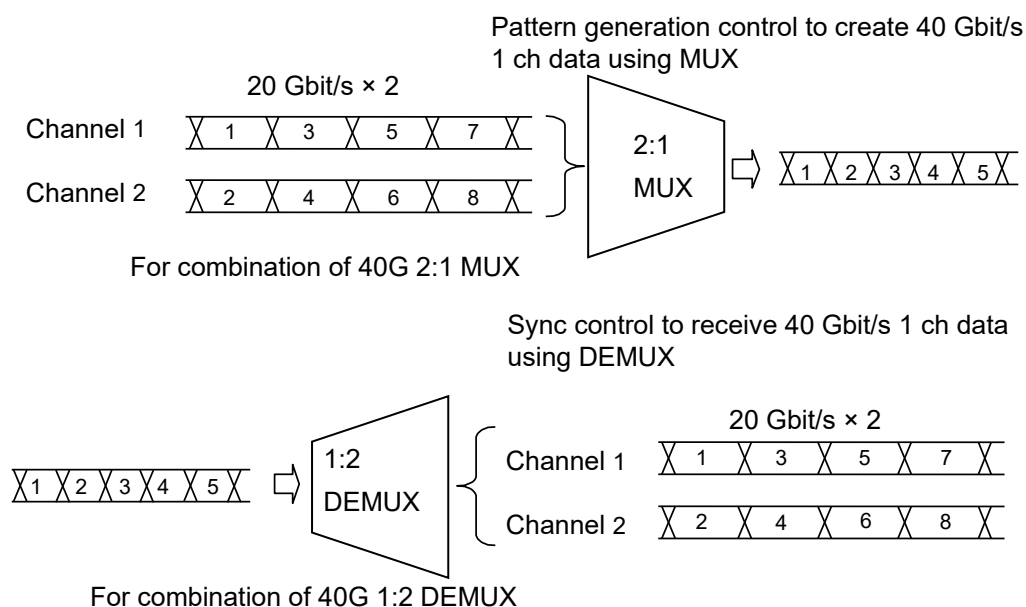 Pattern generation control to create 40 Gbit/s
1 ch data using MUX
20 Gbit/s × 2
Channel 1
1 3 5 7
Channel 2
2 4 6 8
2:1
MUX
1 2 3 4 5
For combination of 40G 2:1 MUX
Sync control to receive 40 Gbit/s 1 ch data
using DEMUX
1 2 3 4 5
1:2
DEMUX
20 Gbit/s × 2
Channel 1
1 3 5 7
Channel 2
2 4 6 8
For combination of 40G 1:2 DEMUX